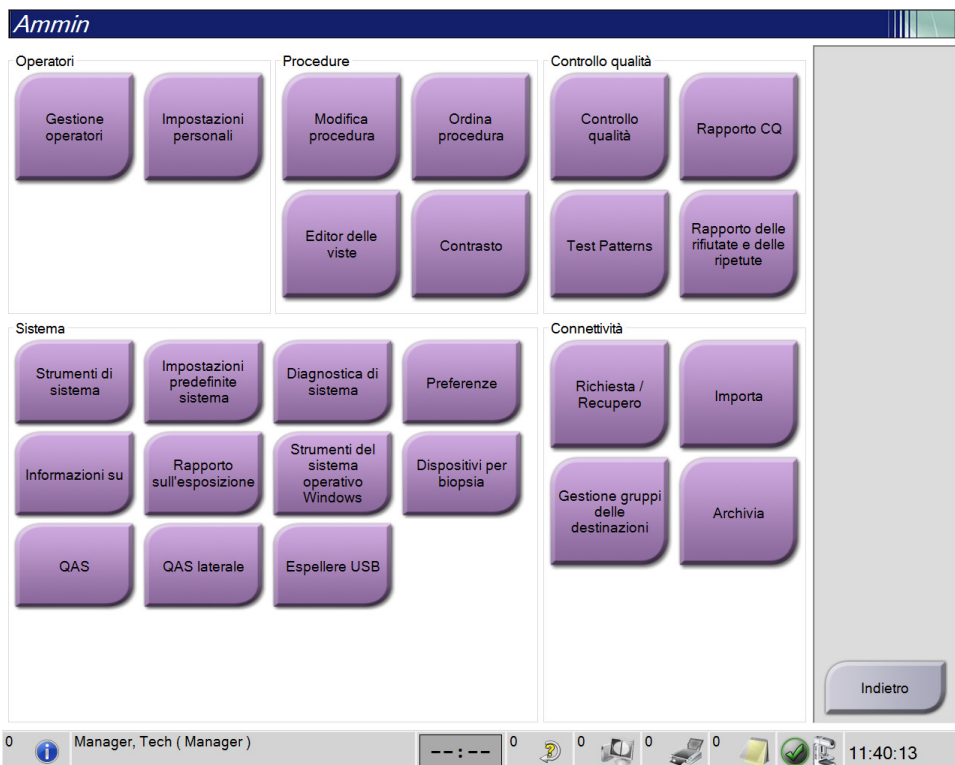 Ammin
Operatori
Gestione
operatori
Impostazioni
personali
Procedure
Modifica
procedura
Ordina
procedura
Editor delle
viste
Contrasto
Controllo qualità
Controllo
qualità
Rapporto CQ
Test Patterns
Rapporto delle
rifiutate e delle
ripetute
Sistema
Strumenti di
sistema
Impostazioni
predefinite
sistema
Diagnostica di
sistema
Preferenze
Informazioni su
Rapporto
sull'esposizione
Strumenti del
sistema
operativo
Windows
Dispositivi per
biopsia
QAS
QAS laterale
Espellere USB
Connettività
Richiesta /
Recupero
Importa
Gestione gruppi
delle
destinazioni
Archivia
Indietro
0
Manager, Tech ( Manager )
--:--
0
0
0
0
11:40:13